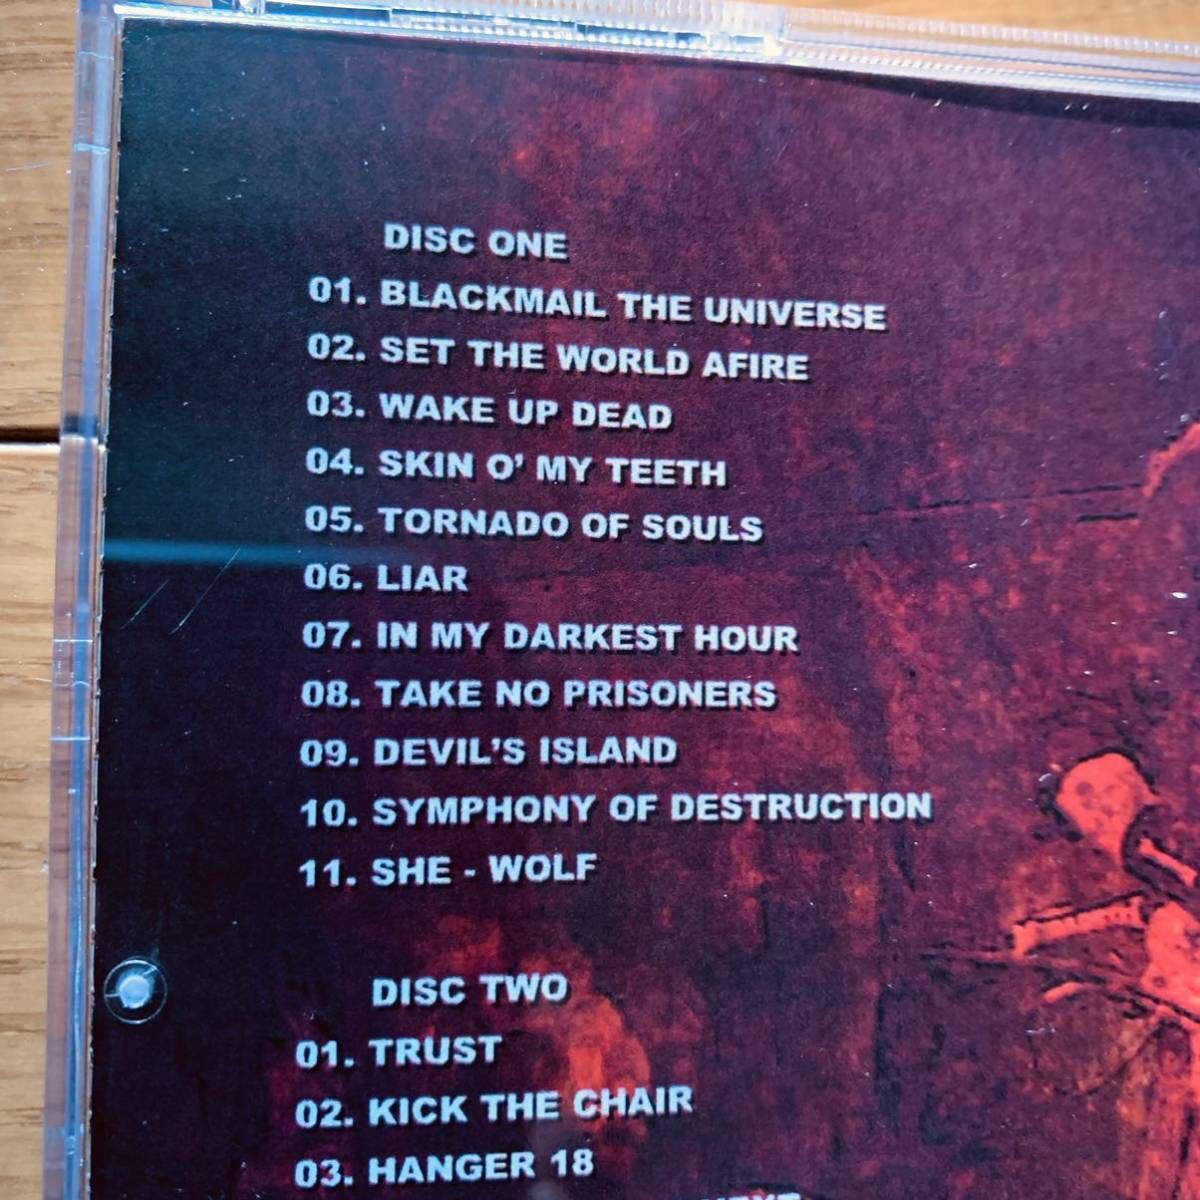 DISC ONE
01. BLACKMAIL THE UNIVERSE
02. SET THE WORLD AFIRE
03. WAKE UP DEAD
04. SKIN O' MY TEETH
05. TORNADO OF SOULS
06. LIAR
07. IN MY DARKEST HOUR
08. TAKE NO PRISONERS
09. DEVIL'S ISLAND
10. SYMPHONY OF DESTRUCTION
11. SHE - WOLF
DISC TWO
01. TRUST
02. KICK THE CHAIR
03. HANGER 18